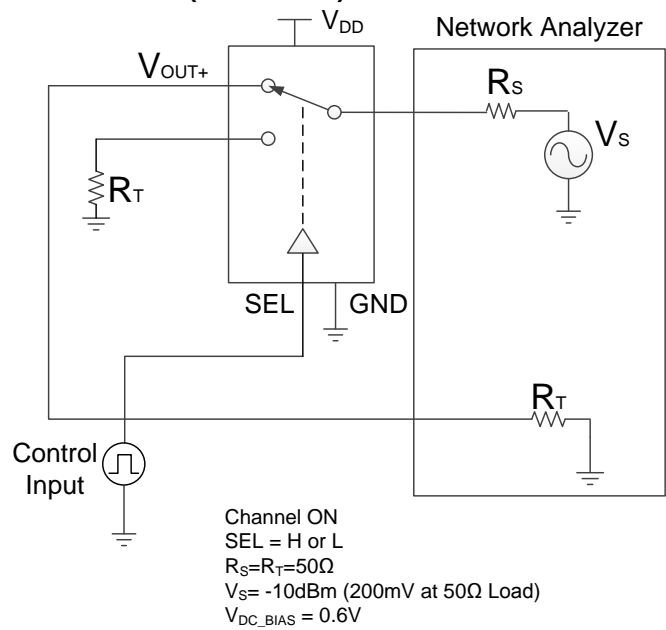 V_DD
Network Analyzer
V_OUT+
R_S
V_S
R_T
SEL
GND
R_T
Control
Input
Channel ON
SEL = H or L
R_S=R_T=50Ω
V_S= -10dBm (200mV at 50Ω Load)
V_DC_BIAS = 0.6V